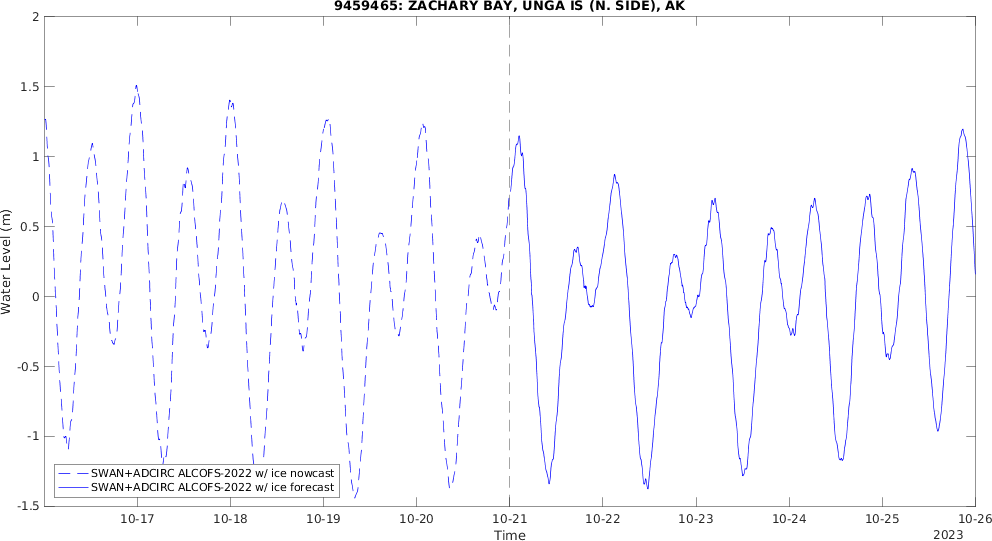 9459465: ZACHARY BAY, UNGA IS (N. SIDE), AK
2
1.5
1
0.5
0
-0.5
-1
-1.5
Water Level (m)
SWAN+ADCIRC ALCOFS-2022 w/ ice nowcast
SWAN+ADCIRC ALCOFS-2022 w/ ice forecast
10-17 10-18 10-19 10-20 10-21 10-22 10-23 10-24 10-25 10-26
Time
2023